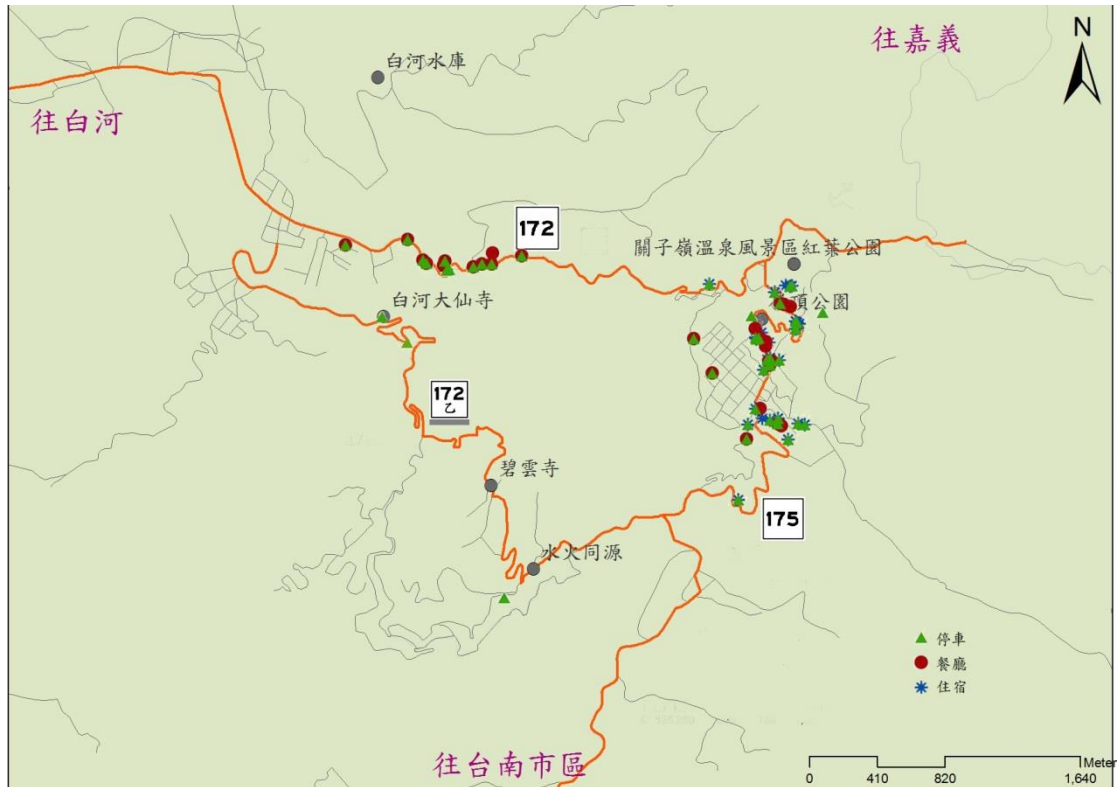 往嘉義
N
白河水庫
往白河
172
關子嶺溫泉風景區紅葉公園
白河大仙寺
頂公園
172
乙
碧雲寺
175
水火同源
停車
餐廳
住宿
往台南市區
Meter
0 410 820 1,640